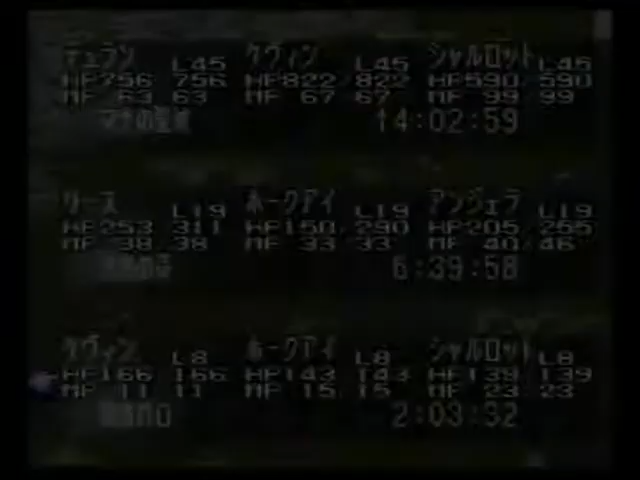 デュラン L45 ケヴィン L45 シャルロット L45
HP756/756 HP822/822 HP590/590
MP 63/63 MP 67/67 MP 99/99
マナの聖域 14:02:59
リース L19 ホークアイ L19 アンジェラ L19
HP253/311 HP150/290 HP205/255
MP 38/38 MP 33/33 MP 40/46
6:39:58
ケヴィン L8 ホークアイ L8 シャルロット L8
HP166/166 HP143/143 HP139/139
MP 11/11 MP 15/15 MP 23/23
2:03:32